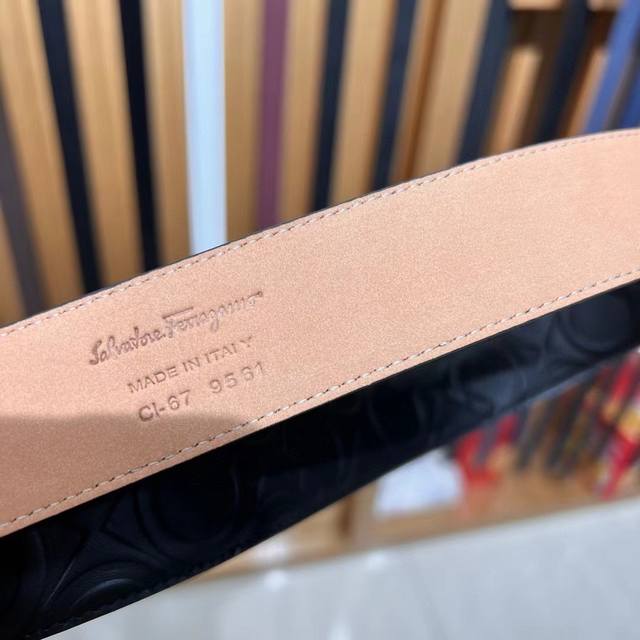 Salvatore Ferragamo
MADE IN ITALY
CI-67 9561